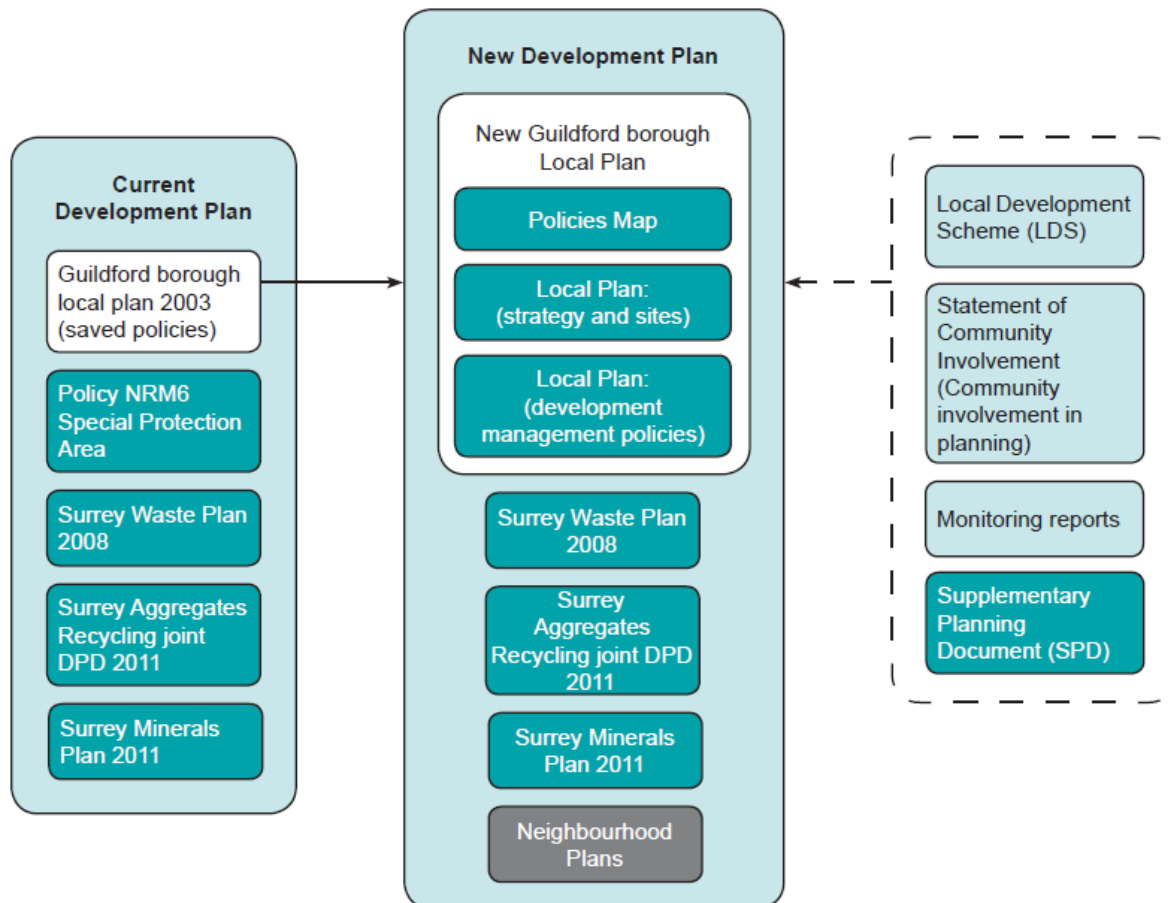 Current
Development Plan
Guildford borough
local plan 2003
(saved policies)
Policy NRM6
Special Protection
Area
Surrey Waste Plan
2008
Surrey Aggregates
Recycling joint
DPD 2011
Surrey Minerals
Plan 2011
New Development Plan
New Guildford borough
Local Plan
Policies Map
Local Plan:
(strategy and sites)
Local Plan:
(development
management policies)
Surrey Waste Plan
2008
Surrey
Aggregates
Recycling joint DPD
2011
Surrey Minerals
Plan 2011
Neighbourhood
Plans
Local Development
Scheme (LDS)
Statement of
Community
Involvement
(Community
involvement in
planning)
Monitoring reports
Supplementary
Planning
Document (SPD)